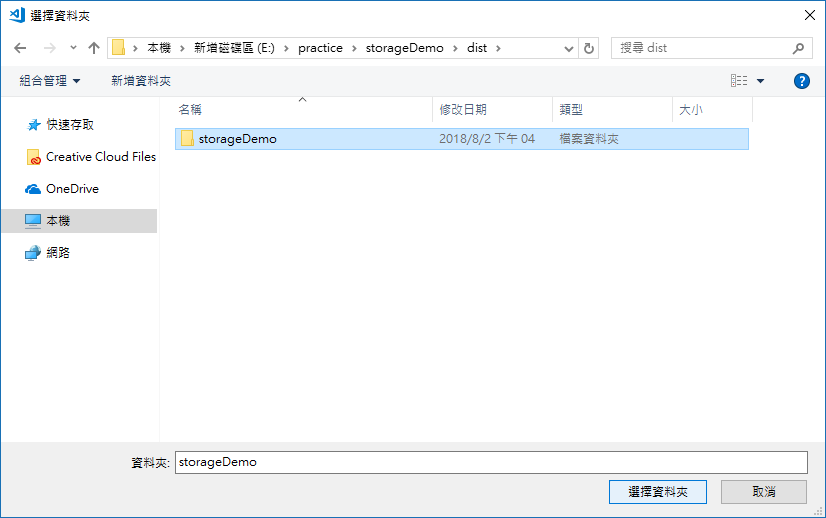 選擇資料夾
本機 新增磁碟區 (E:) practice storageDemo dist 搜尋 dist
組合管理 新增資料夾
名稱 修改日期 類型 大小
快速存取
storageDemo 2018/8/2 下午 04 檔案資料夾
Creative Cloud Files
OneDrive
本機
網路
資料夾: storageDemo
選擇資料夾 取消